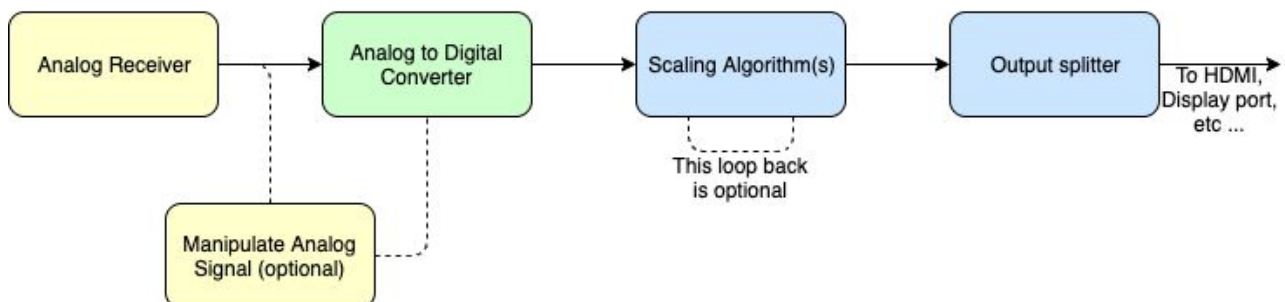 Analog Receiver
Analog to Digital
Converter
Scaling Algorithm(s)
Output splitter
To HDMI,
Display port,
etc ...
This loop back
is optional
Manipulate Analog
Signal (optional)